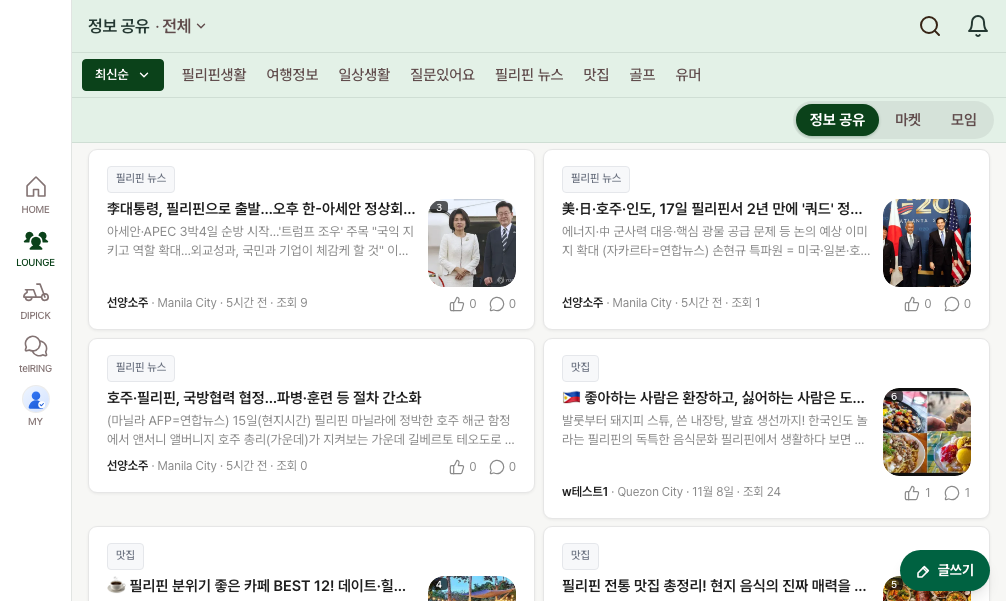 정보 공유 · 전체
최신순
필리핀생활
여행정보
일상생활
질문있어요
필리핀 뉴스
맛집
골프
유머
정보 공유
마켓
모임
HOME
LOUNGE
DIPICK
telRING
MY
필리핀 뉴스
李대통령, 필리핀으로 출발…오후 한-아세안 정상회...
아세안·APEC 3박4일 순방 시작…'트럼프 조우' 주목 "국익 지
키고 역할 확대…외교성과, 국민과 기업이 체감케 할 것" 이...
3
선양소주 · Manila City · 5시간 전 · 조회 9
0
0
필리핀 뉴스
美·日·호주·인도, 17일 필리핀서 2년 만에 '쿼드' 정...
에너지·中 군사력 대응·핵심 광물 공급 문제 등 논의 예상 이미
지 확대 (자카르타=연합뉴스) 손현규 특파원 = 미국·일본·호...
선양소주 · Manila City · 5시간 전 · 조회 1
0
0
필리핀 뉴스
호주·필리핀, 국방협력 협정…파병·훈련 등 절차 간소화
(마닐라 AFP=연합뉴스) 15일(현지시간) 필리핀 마닐라에 정박한 호주 해군 함정
에서 앤서니 앨버니지 호주 총리(가운데)가 지켜보는 가운데 길베르토 테오도로 ...
선양소주 · Manila City · 5시간 전 · 조회 0
0
0
맛집
🇵🇭 좋아하는 사람은 환장하고, 싫어하는 사람은 도...
발롯부터 돼지피 스튜, 쓴 내장탕, 발효 생선까지! 한국인도 놀
라는 필리핀의 독특한 음식문화 필리핀에서 생활하다 보면 ...
6
w테스트1 · Quezon City · 11월 8일 · 조회 24
1
1
맛집
☕ 필리핀 분위기 좋은 카페 BEST 12! 데이트·힐...
4
맛집
필리핀 전통 맛집 총정리! 현지 음식의 진짜 매력을 ...
5
글쓰기